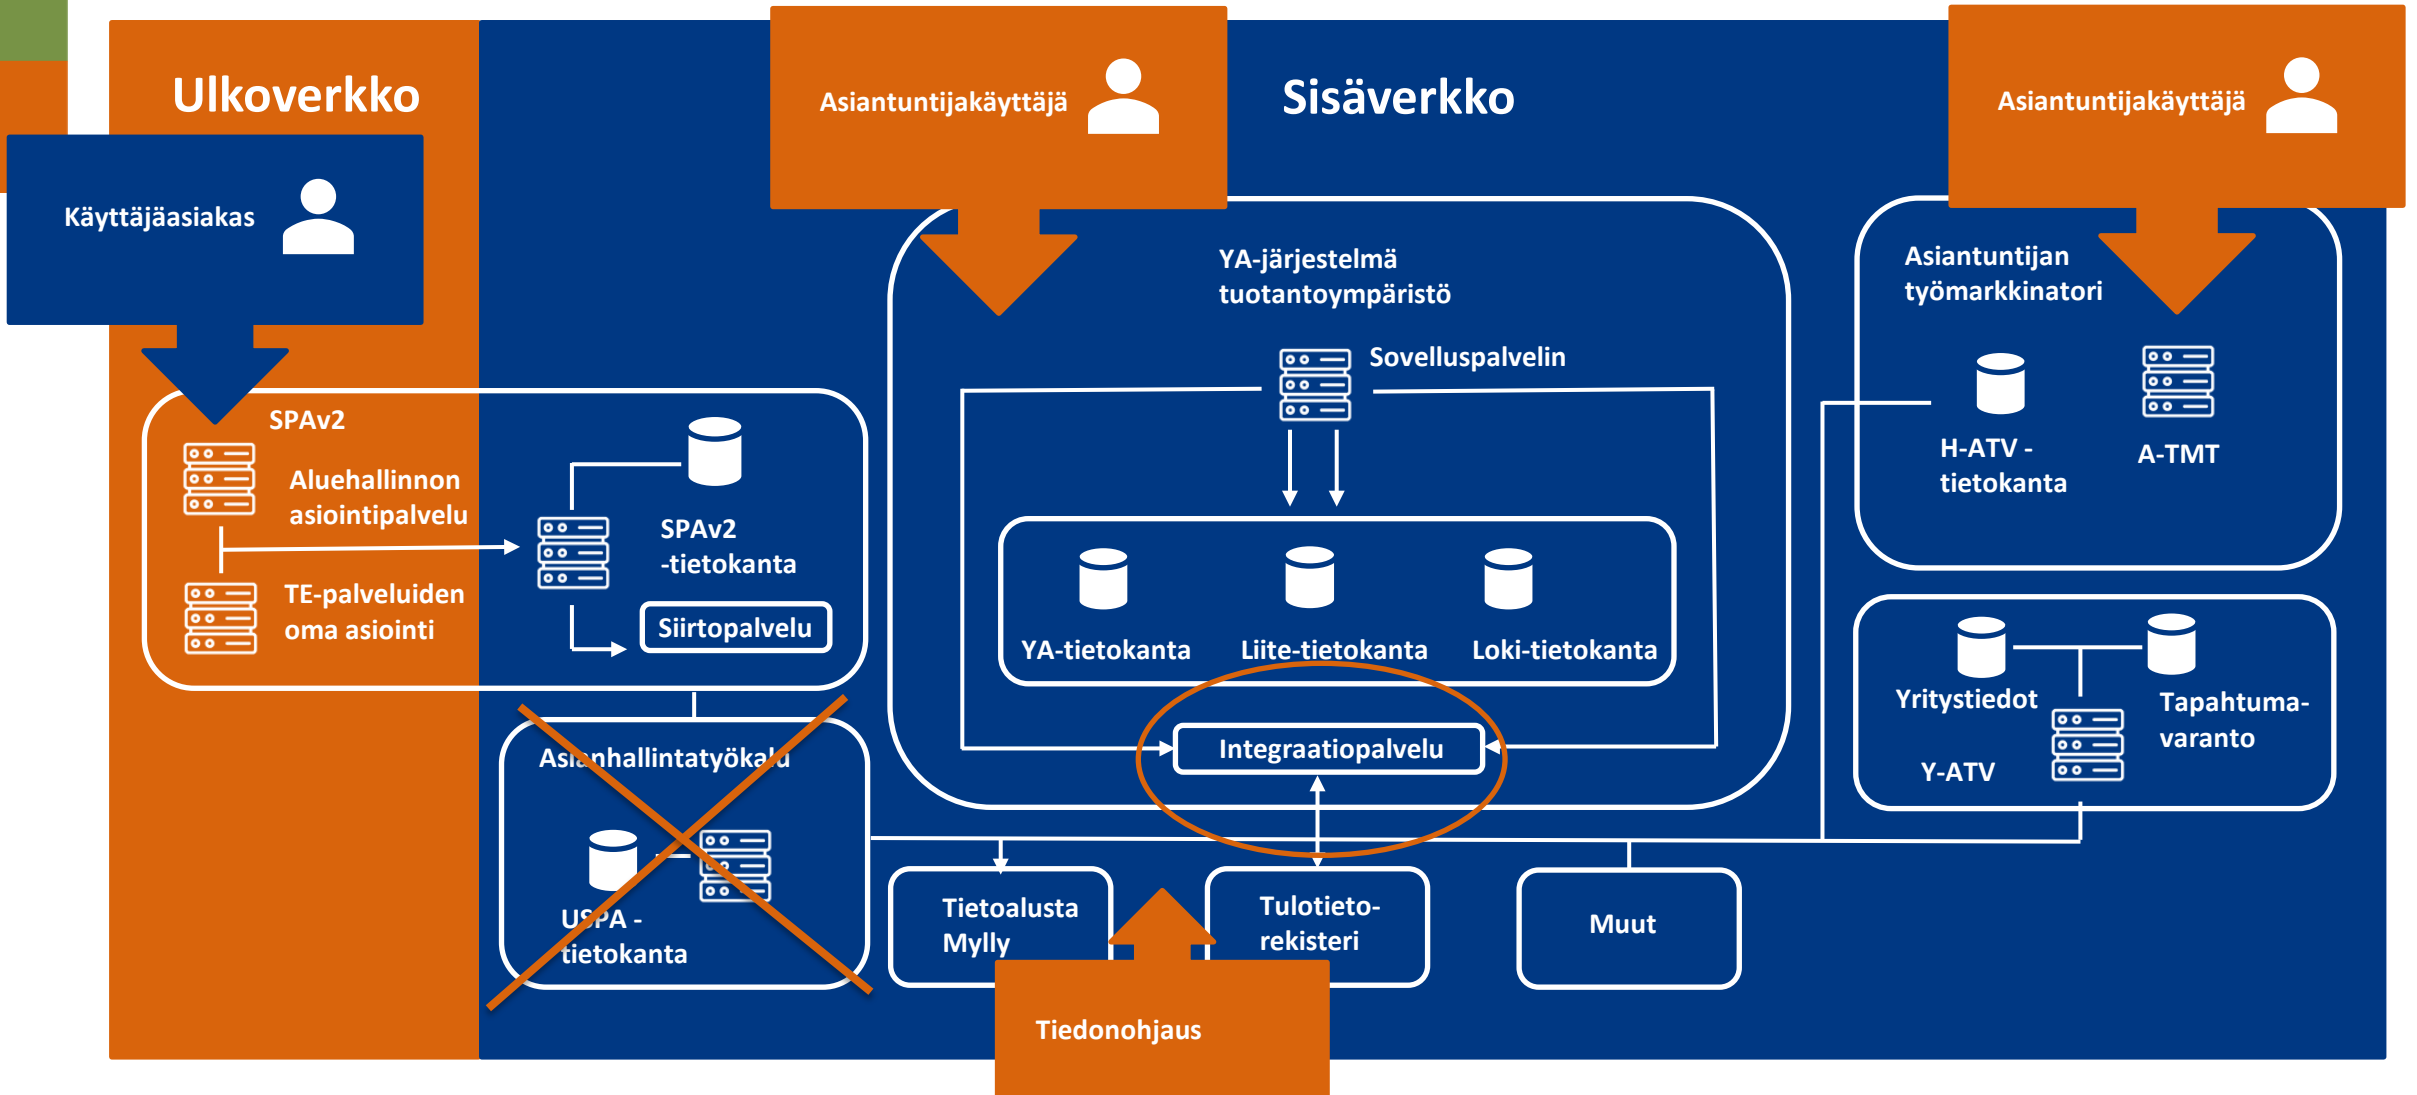 Ulkoverkko
Sisäverkko
Käyttäjäasiakas
Asiantuntijakäyttäjä
Asiantuntijakäyttäjä
SPAv2
Aluehallinnon
asiointipalvelu
TE-palveluiden
oma asiointi
SPAv2
-tietokanta
Siirtopalvelu
Asianhallintatyökalu
USPA -
tietokanta
YA-järjestelmä
tuotantoympäristö
Sovelluspalvelin
YA-tietokanta
Liite-tietokanta
Loki-tietokanta
Integraatiopalvelu
Asiantuntijan
työmarkkinatori
H-ATV -
tietokanta
A-TMT
Yritystiedot
Tapahtuma-
varanto
Y-ATV
Tietoalusta
Mylly
Tulotieto-
rekisteri
Muut
Tiedonohjaus